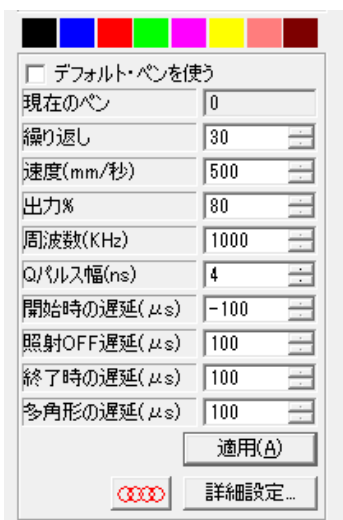 デフォルト・ペンを使う
現在のペン 0
繰り返し 30
速度(mm/秒) 500
出力% 80
周波数(KHz) 1000
Qパルス幅(ns) 4
開始時の遅延(μs) -100
照射OFF遅延(μs) 100
終了時の遅延(μs) 100
多角形の遅延(μs) 100
適用(A)
詳細設定...